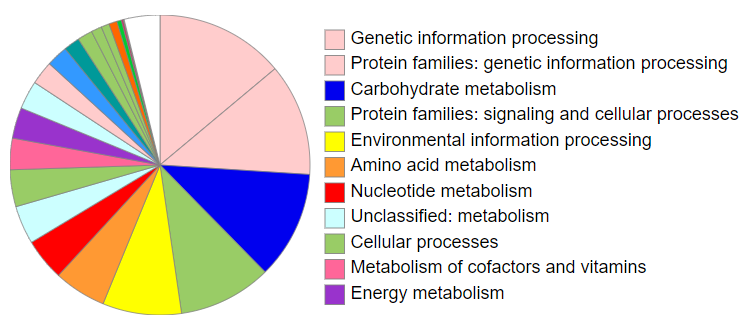 Genetic information processing
Protein families: genetic information processing
Carbohydrate metabolism
Protein families: signaling and cellular processes
Environmental information processing
Amino acid metabolism
Nucleotide metabolism
Unclassified: metabolism
Cellular processes
Metabolism of cofactors and vitamins
Energy metabolism